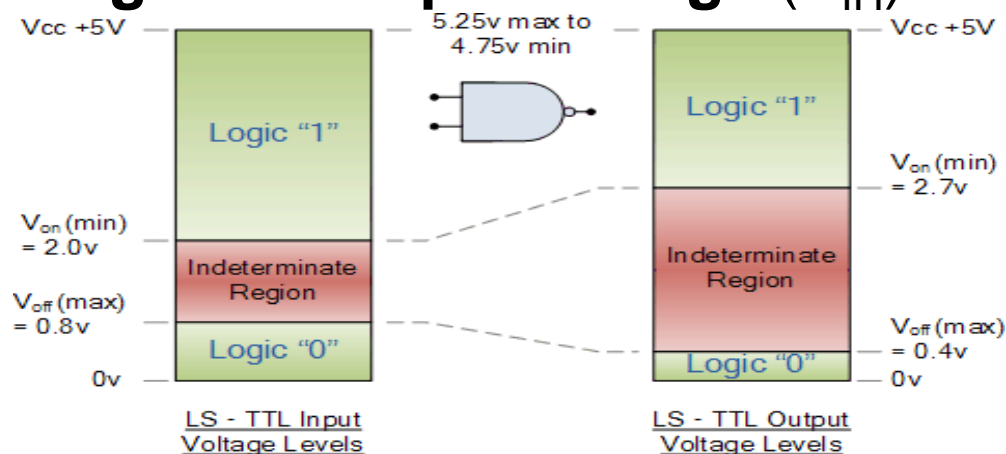 Vcc +5V
5.25v max to
4.75v min
Vcc +5V
Logic “1”
Logic “1”
Von (min)
= 2.0v
Von (min)
= 2.7v
Indeterminate
Region
Indeterminate
Region
Voff (max)
= 0.8v
Voff (max)
= 0.4v
Logic “0”
Logic “0”
0v
0v
LS - TTL Input
Voltage Levels
LS - TTL Output
Voltage Levels